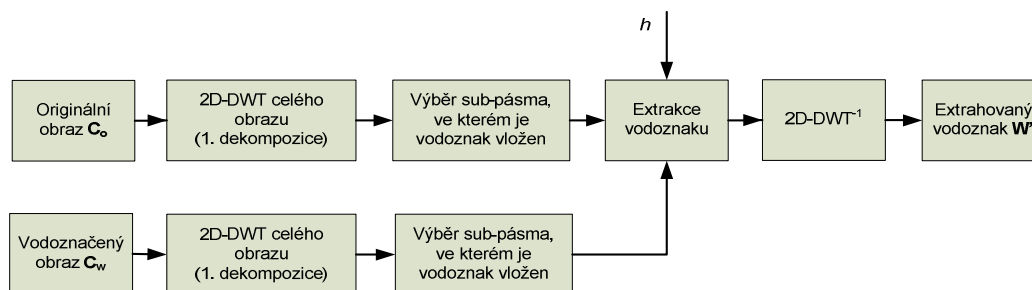 h
Originální
obraz Co
2D-DWT celého
obrazu
(1. dekompozice)
Výběr sub-pásma,
ve kterém je
vodoznak vložen
Extrakce
vodoznaku
2D-DWT-1
Extrahovaný
vodoznak W'
Vodoznačený
obraz Cw
2D-DWT celého
obrazu
(1. dekompozice)
Výběr sub-pásma,
ve kterém je
vodoznak vložen